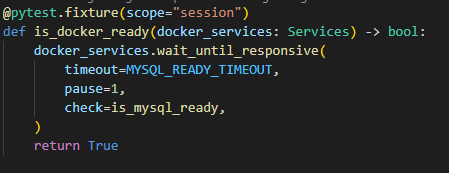 @pytest.fixture(scope="session")
def is_docker_ready(docker_services: Services) -> bool:
    docker_services.wait_until_responsive(
        timeout=MYSQL_READY_TIMEOUT,
        pause=1,
        check=is_mysql_ready,
    )
    return True